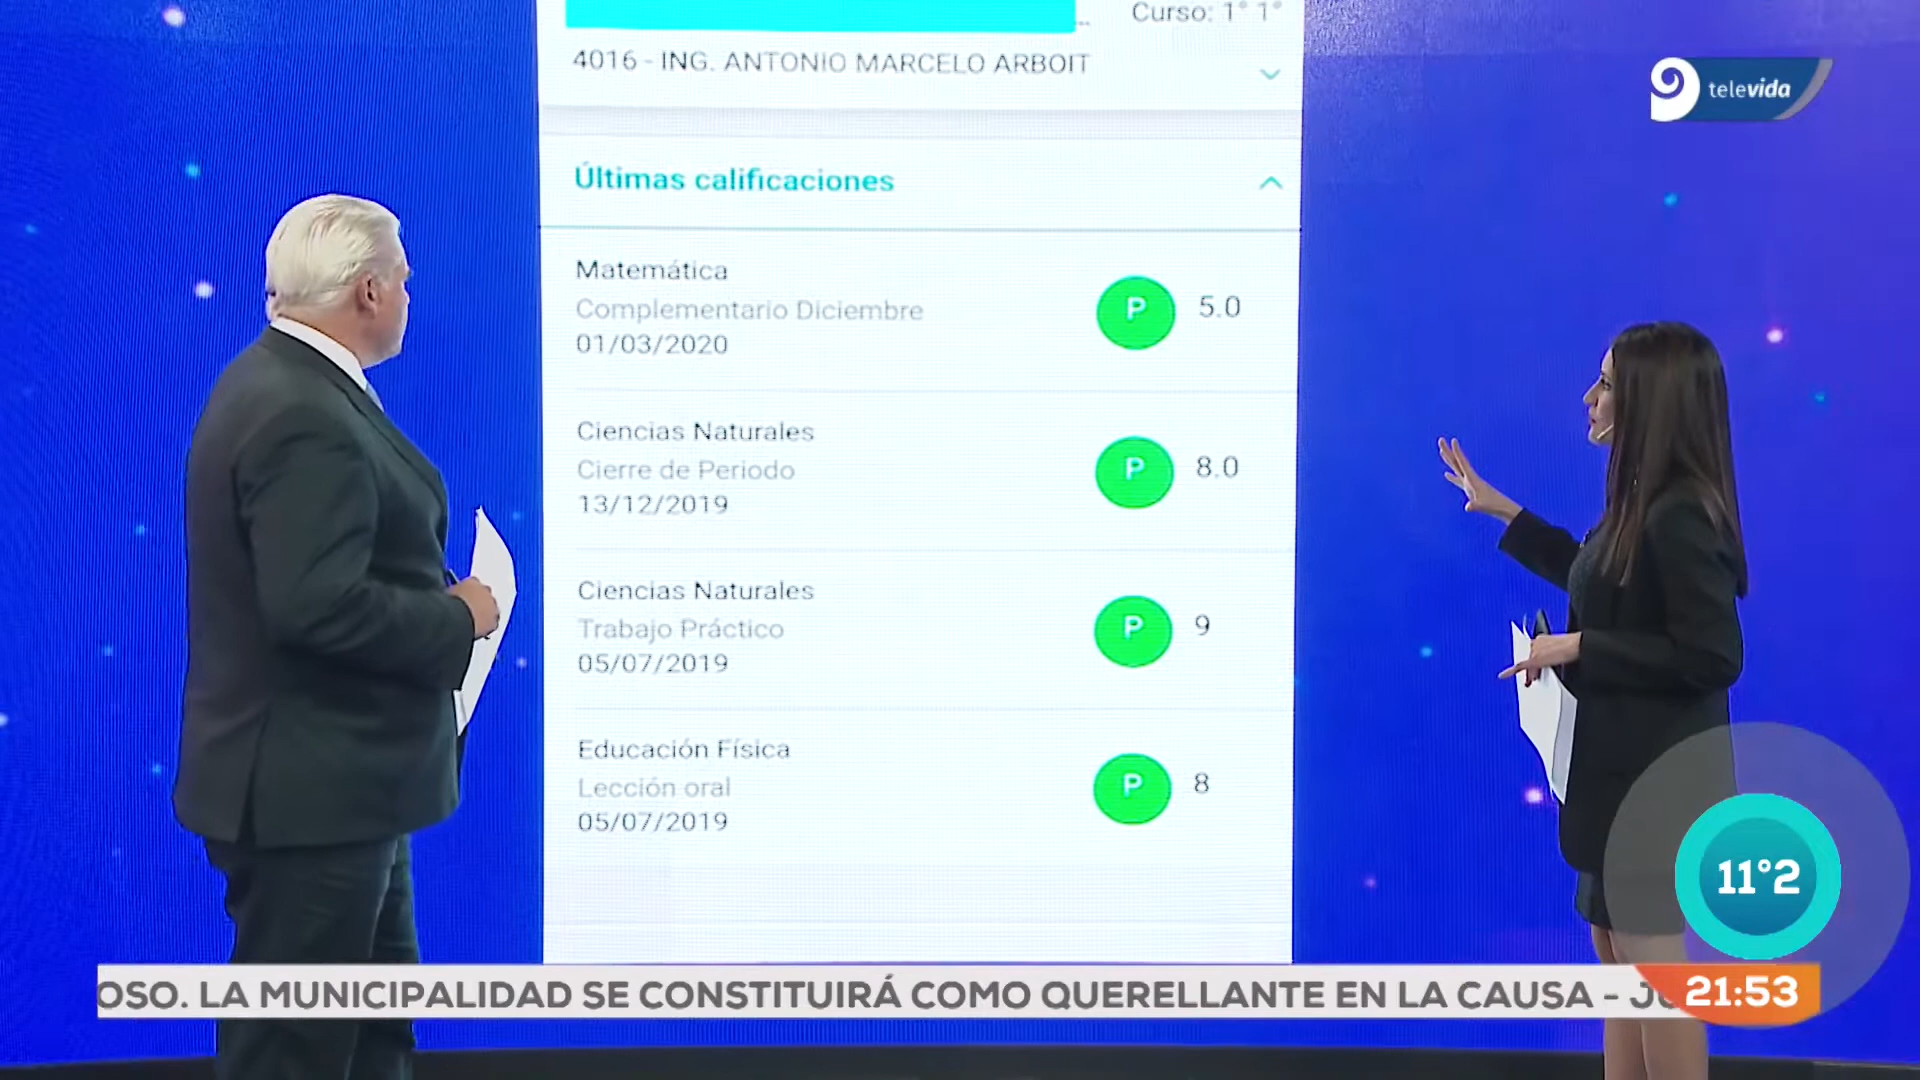 Curso: 1° 1°
4016 - ING. ANTONIO MARCELO ARBOIT
9 televida
Últimas calificaciones
Matemática
Complementario Diciembre
01/03/2020
P 5.0
Ciencias Naturales
Cierre de Periodo
13/12/2019
P 8.0
Ciencias Naturales
Trabajo Práctico
05/07/2019
P 9
Educación Física
Lección oral
05/07/2019
P 8
11°2
OSO. LA MUNICIPALIDAD SE CONSTITUIRÁ COMO QUERELLANTE EN LA CAUSA -
21:53